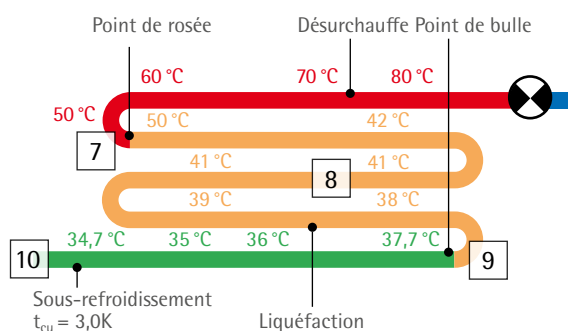 Point de rosée
Désurchauffe Point de bulle
60 °C
70 °C
80 °C
50 °C
50 °C
42 °C
7
41 °C
8
41 °C
39 °C
38 °C
34,7 °C
35 °C
36 °C
37,7 °C
10
9
Sous-refroidissement
t_cu = 3,0K
Liquéfaction